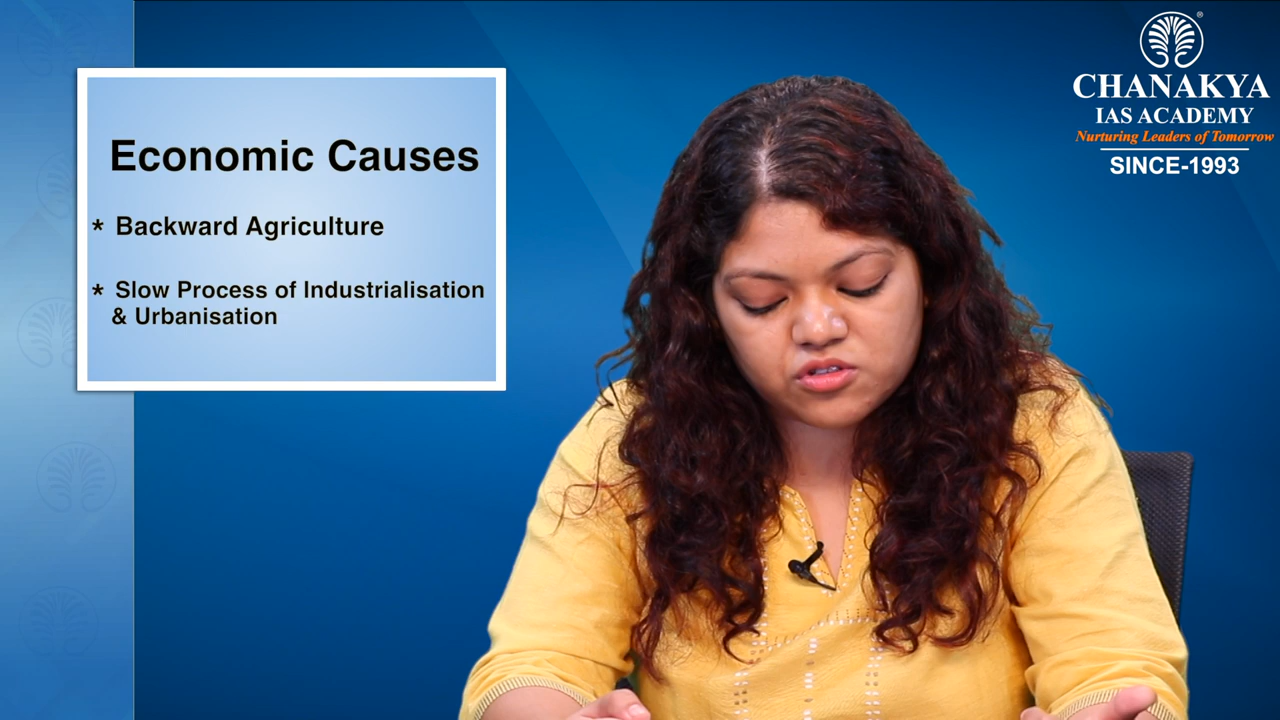 Economic Causes
* Backward Agriculture
* Slow Process of Industrialisation
& Urbanisation
®
CHANAKYA
IAS ACADEMY
Nurturing Leaders of Tomorrow
SINCE-1993